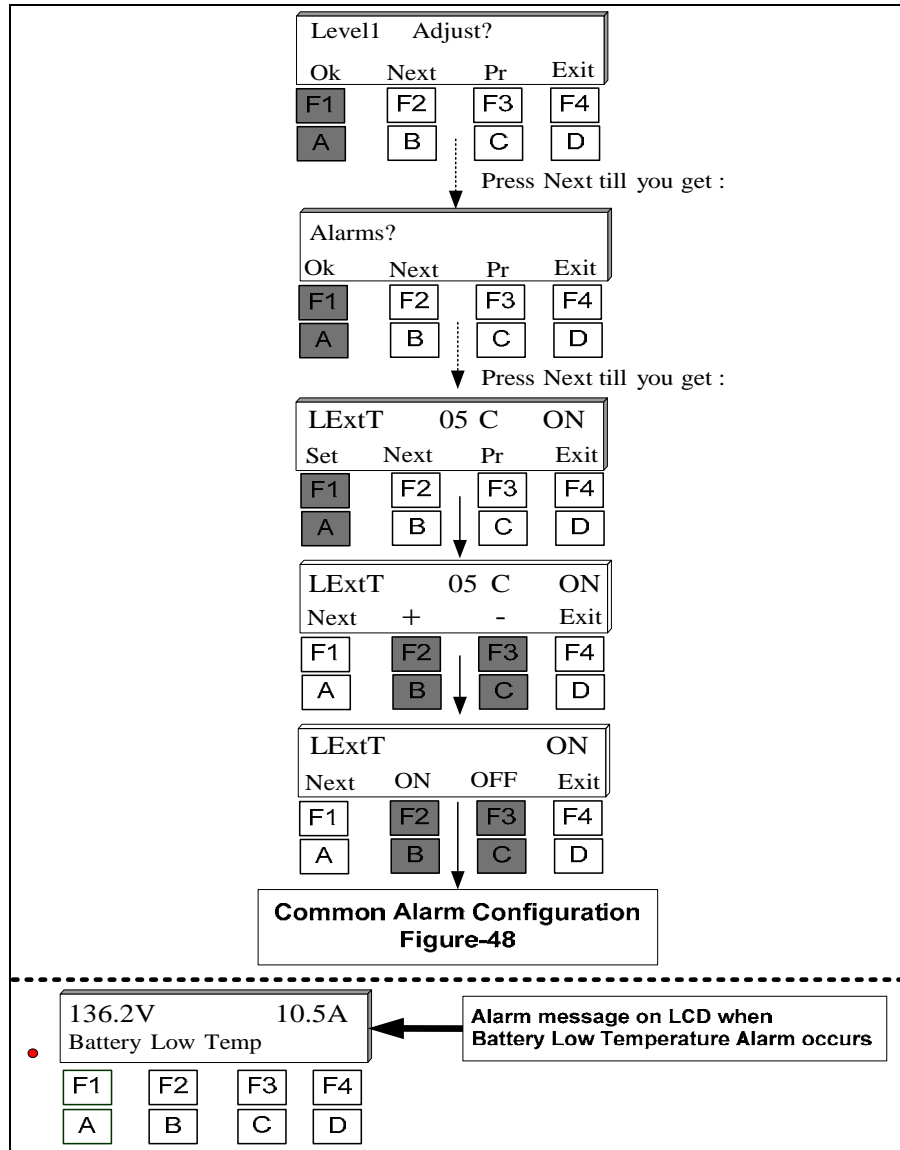 Level1 Adjust?
Ok Next Pr Exit
F1 F2 F3 F4
A B C D
Press Next till you get :
Alarms?
Ok Next Pr Exit
F1 F2 F3 F4
A B C D
Press Next till you get :
LExtT 05 C ON
Set Next Pr Exit
F1 F2 F3 F4
A B C D
LExtT 05 C ON
Next + - Exit
F1 F2 F3 F4
A B C D
LExtT ON
Next ON OFF Exit
F1 F2 F3 F4
A B C D
Common Alarm Configuration
Figure-48
136.2V 10.5A
Battery Low Temp
Alarm message on LCD when
Battery Low Temperature Alarm occurs
F1 F2 F3 F4
A B C D